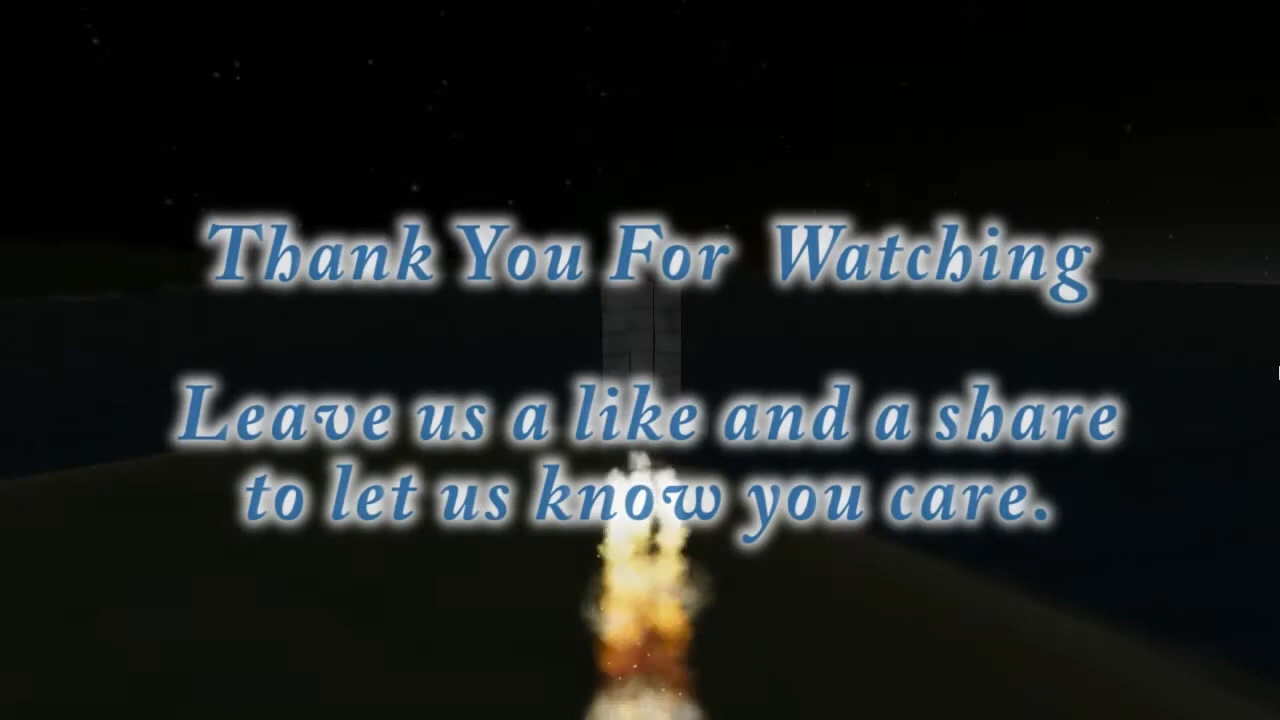 Thank You For Watching
Leave us a like and a share
to let us know you care.